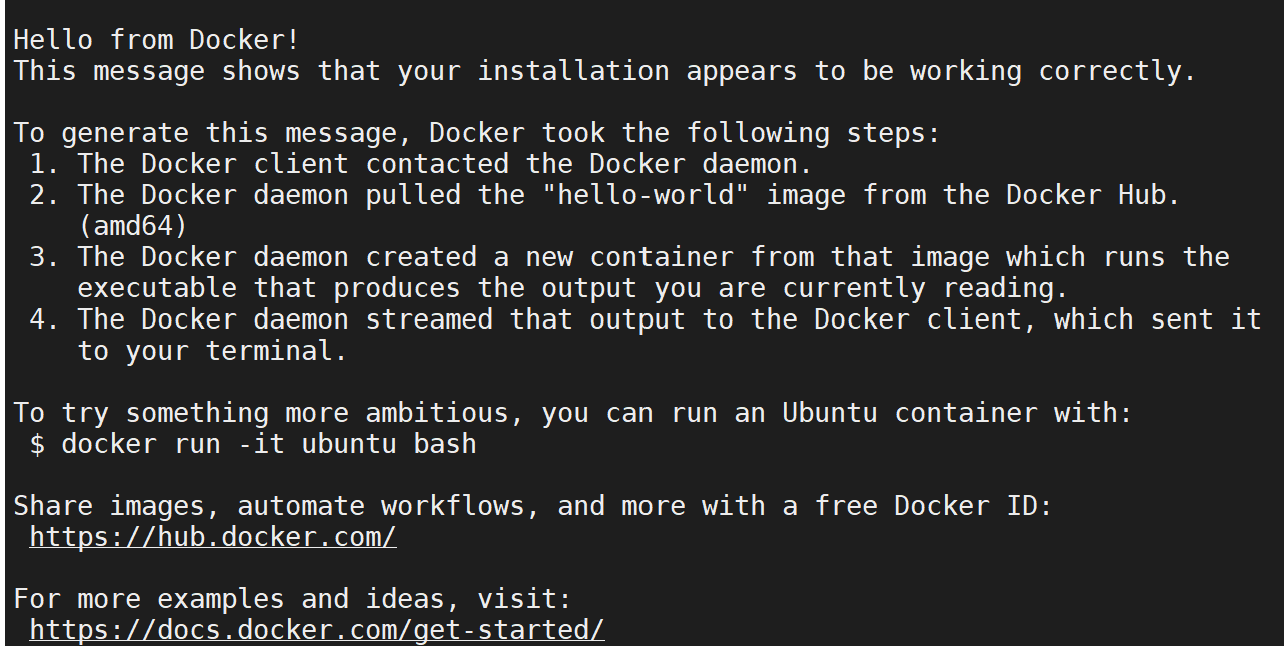 Hello from Docker!
This message shows that your installation appears to be working correctly.
To generate this message, Docker took the following steps:
1. The Docker client contacted the Docker daemon.
2. The Docker daemon pulled the "hello-world" image from the Docker Hub.
(amd64)
3. The Docker daemon created a new container from that image which runs the
executable that produces the output you are currently reading.
4. The Docker daemon streamed that output to the Docker client, which sent it
to your terminal.
To try something more ambitious, you can run an Ubuntu container with:
$ docker run -it ubuntu bash
Share images, automate workflows, and more with a free Docker ID:
https://hub.docker.com/
For more examples and ideas, visit:
https://docs.docker.com/get-started/